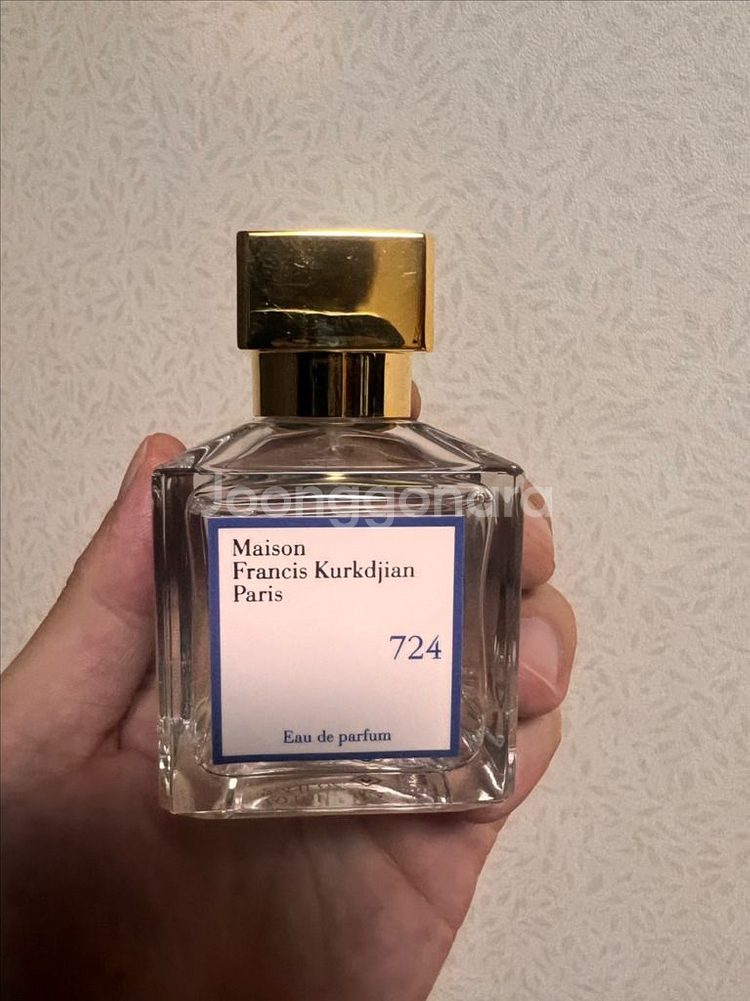 Joonggonara
Maison
Francis Kurkdjian
Paris
724
Eau de parfum